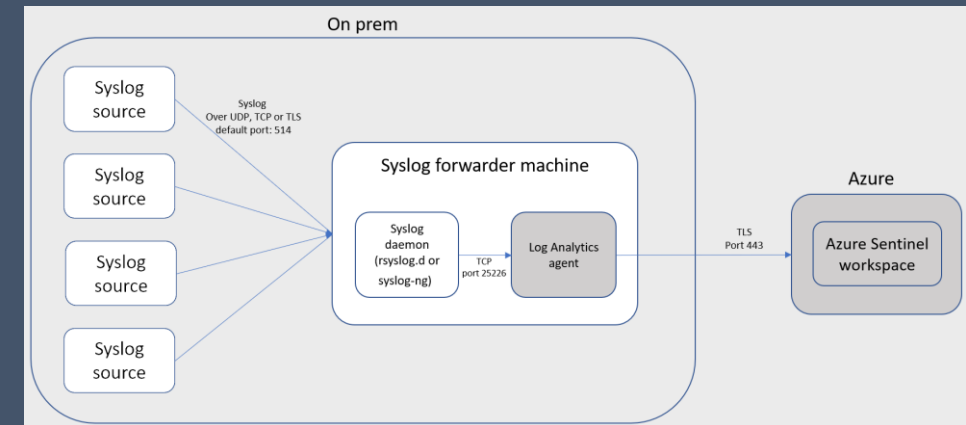 On prem
Syslog
source
Syslog
Over UDP, TCP or TLS
default port: 514
Syslog
source
Syslog
source
Syslog
source
Syslog forwarder machine
Syslog
daemon
(rsyslog.d or
syslog-ng)
TCP
port 25226
Log Analytics
agent
TLS
Port 443
Azure
Azure Sentinel
workspace